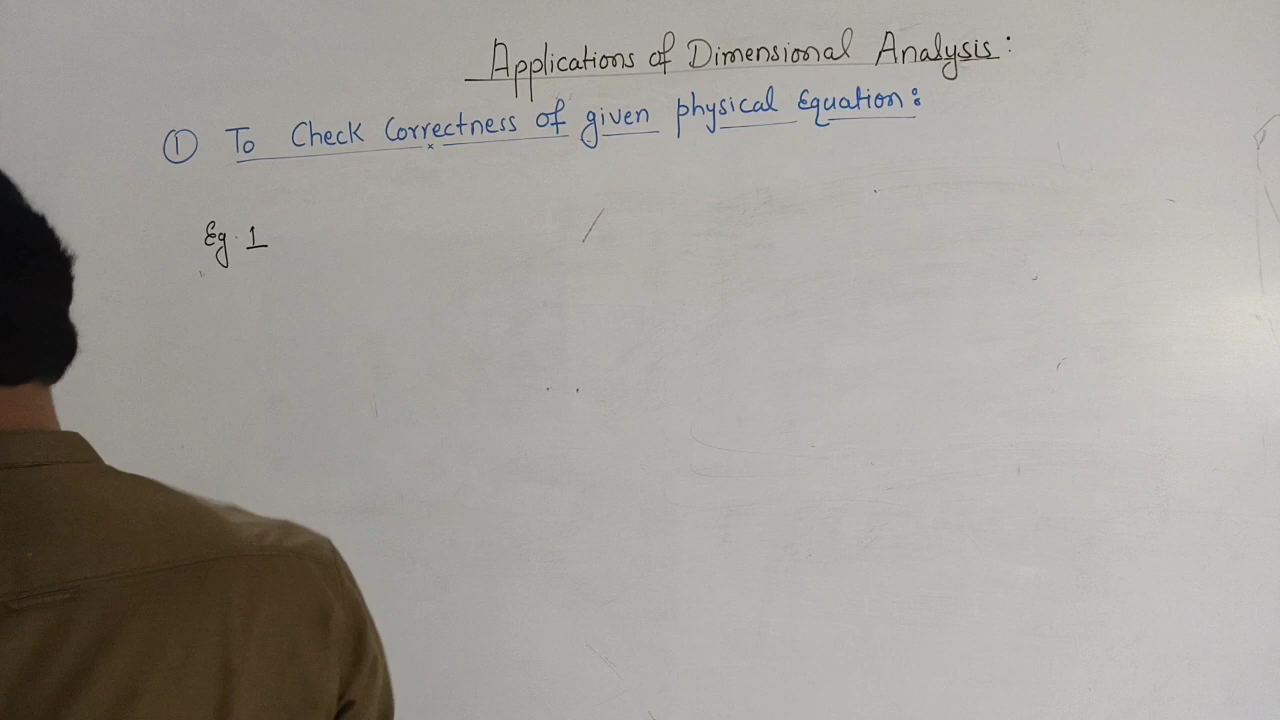 Applications of Dimensional Analysis:
① To Check Correctness of given physical Equation:
Eg. 1